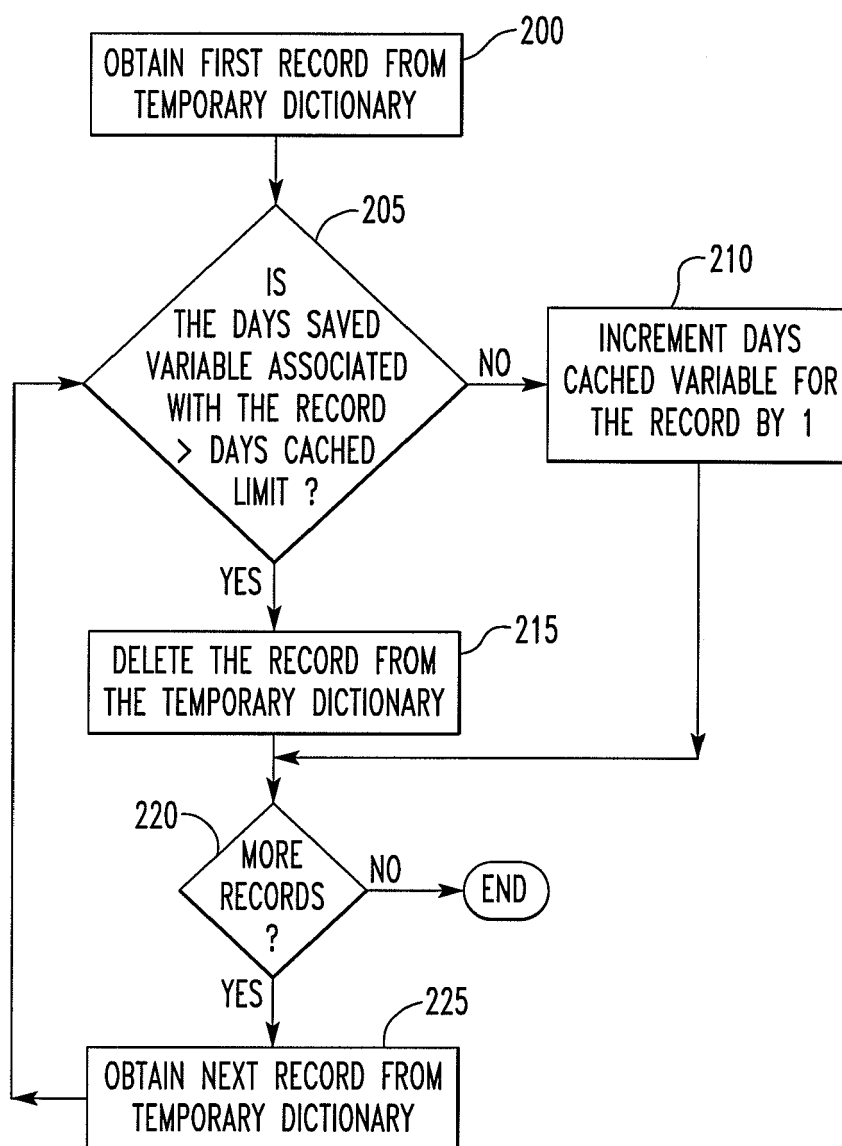 200
OBTAIN FIRST RECORD FROM
TEMPORARY DICTIONARY
205
IS
THE DAYS SAVED
VARIABLE ASSOCIATED
WITH THE RECORD
> DAYS CACHED
LIMIT ?
NO
210
INCREMENT DAYS
CACHED VARIABLE FOR
THE RECORD BY 1
YES
215
DELETE THE RECORD FROM
THE TEMPORARY DICTIONARY
220
MORE
RECORDS
?
NO
END
YES
225
OBTAIN NEXT RECORD FROM
TEMPORARY DICTIONARY